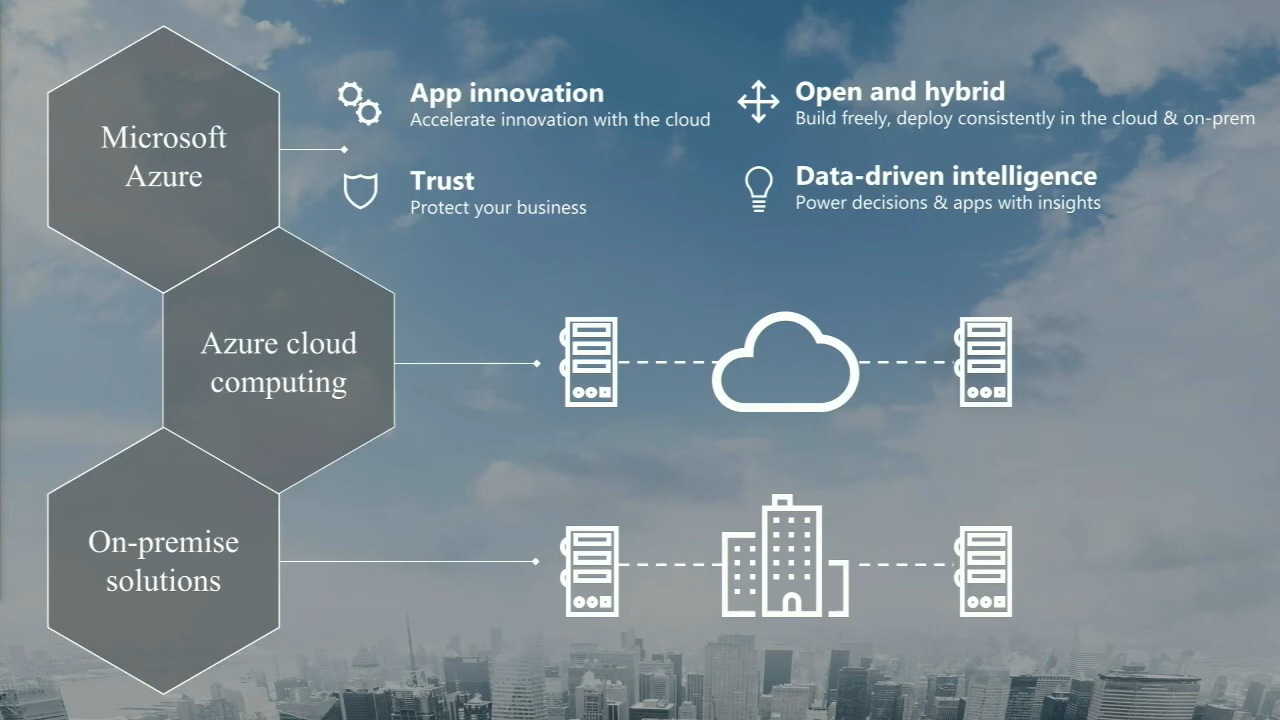 Microsoft
Azure
App innovation
Accelerate innovation with the cloud
Open and hybrid
Build freely, deploy consistently in the cloud & on-prem
Trust
Protect your business
Data-driven intelligence
Power decisions & apps with insights
Azure cloud
computing
On-premise
solutions